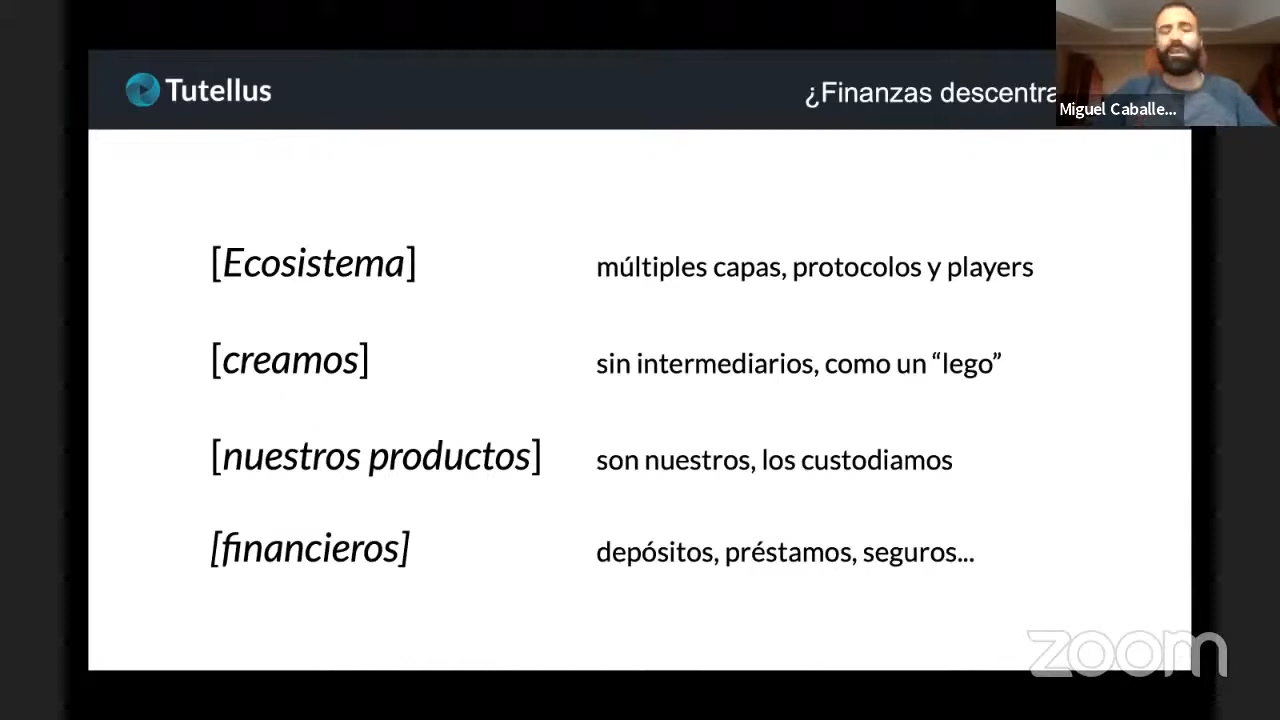 Tutellus
¿Finanzas descentra
Miguel Caballe...
[Ecosistema] múltiples capas, protocolos y players
[creamos] sin intermediarios, como un “lego”
[nuestros productos] son nuestros, los custodiamos
[financieros] depósitos, préstamos, seguros...
zoom